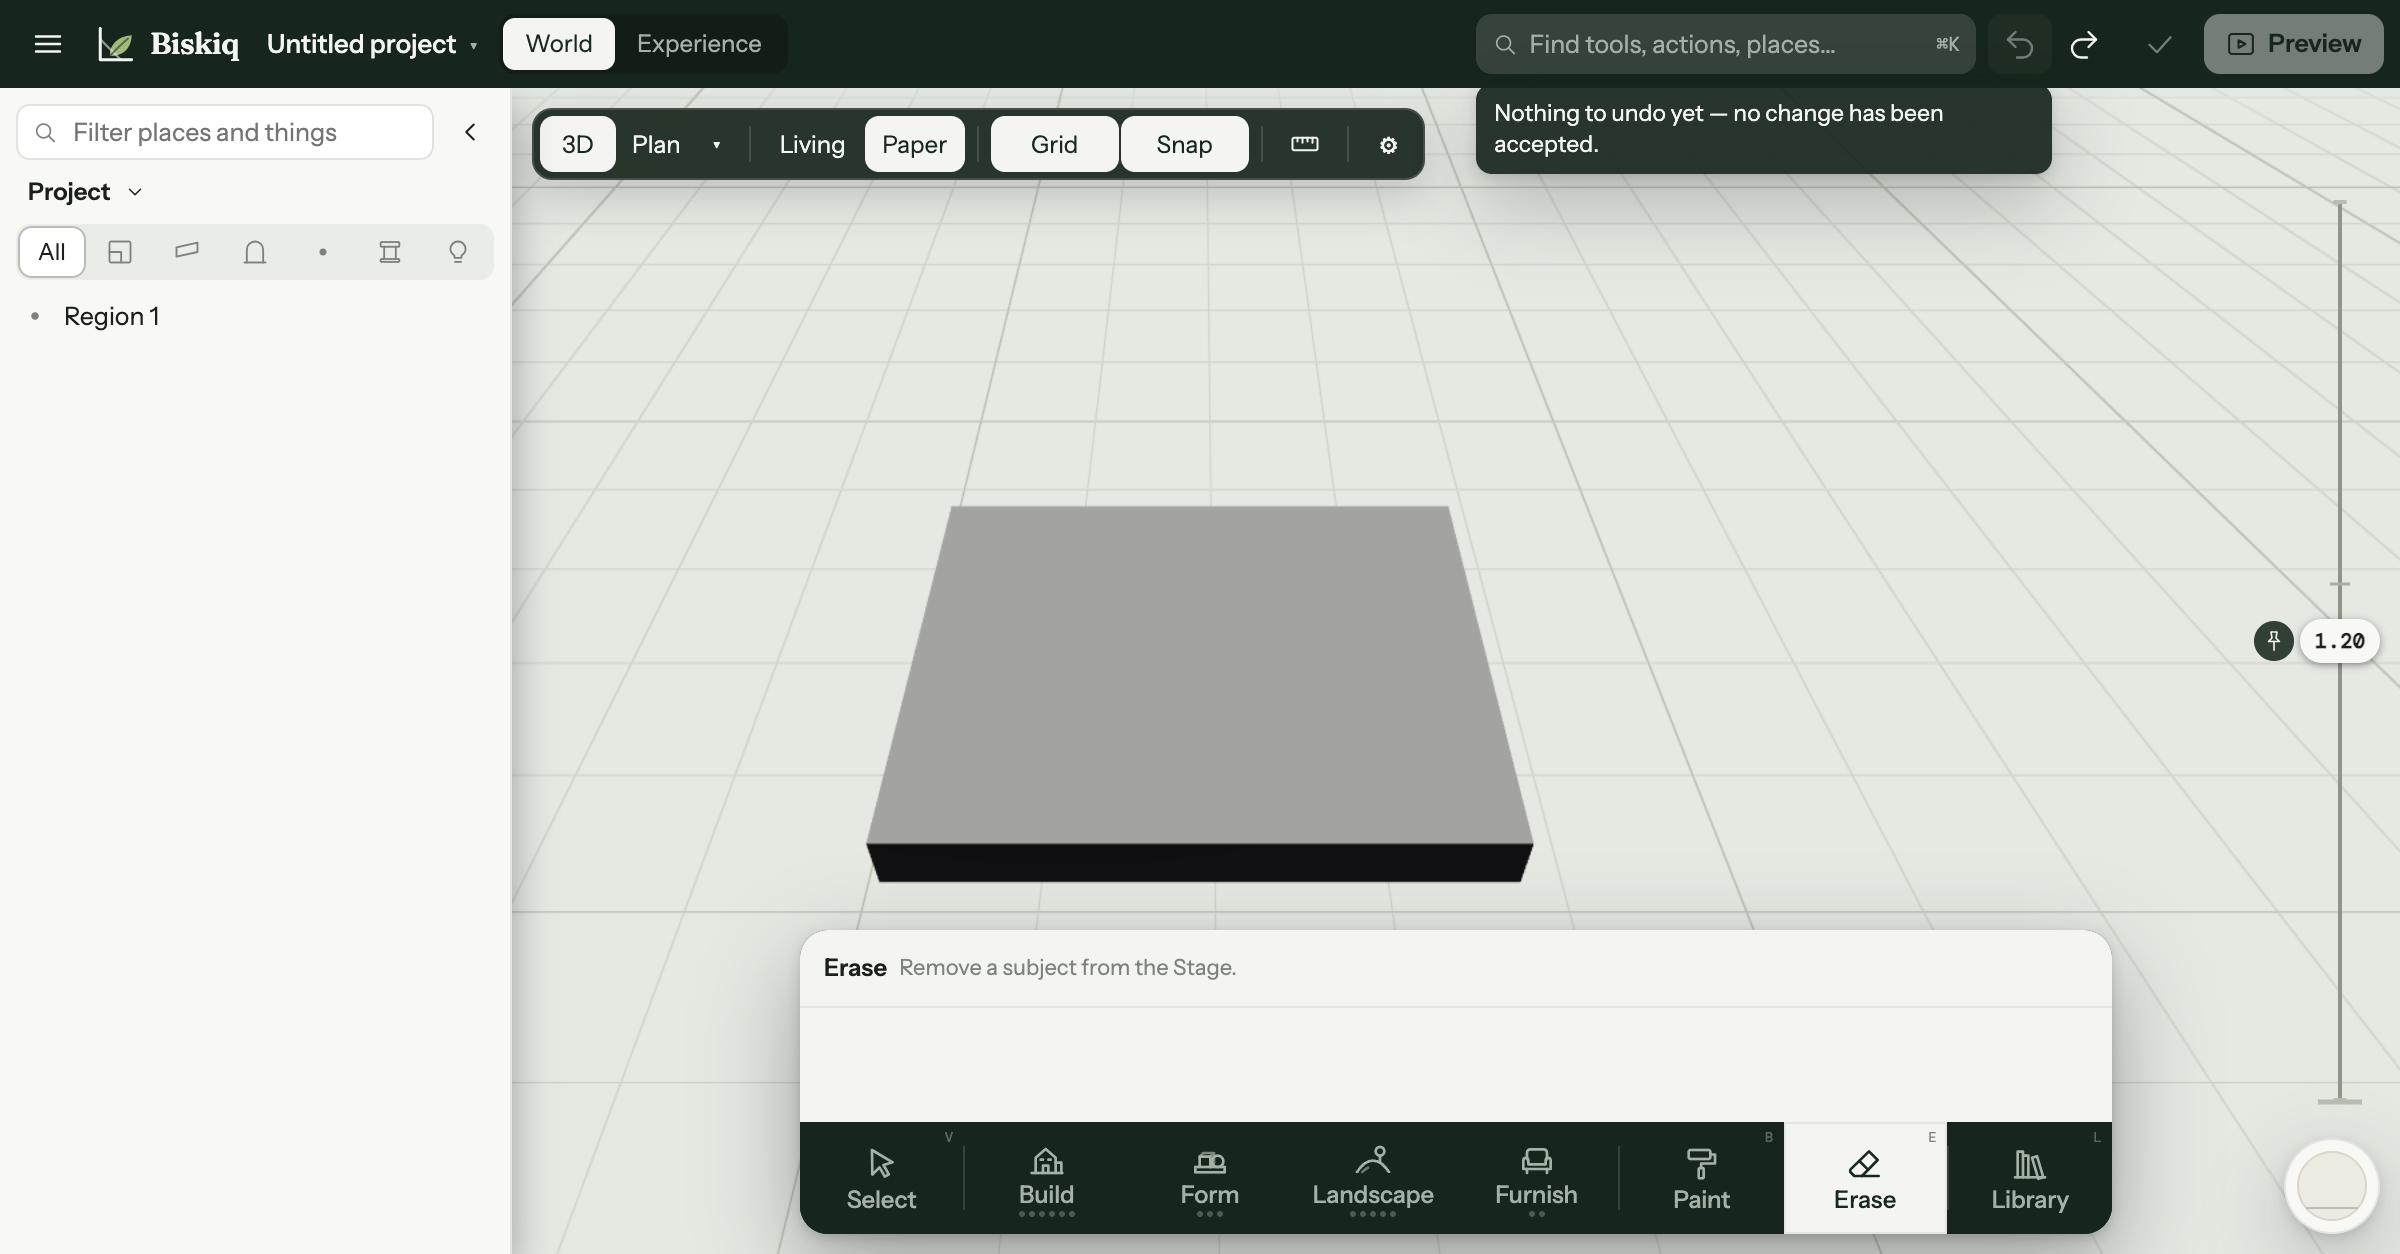 Biskiq
Untitled project
World
Experience
Find tools, actions, places...
⌘K
Preview
Filter places and things
Project
All
Region 1
3D
Plan
Living
Paper
Grid
Snap
Nothing to undo yet — no change has been
accepted.
1.20
Erase Remove a subject from the Stage.
V
Select
Build
Form
Landscape
Furnish
B
Paint
E
Erase
L
Library